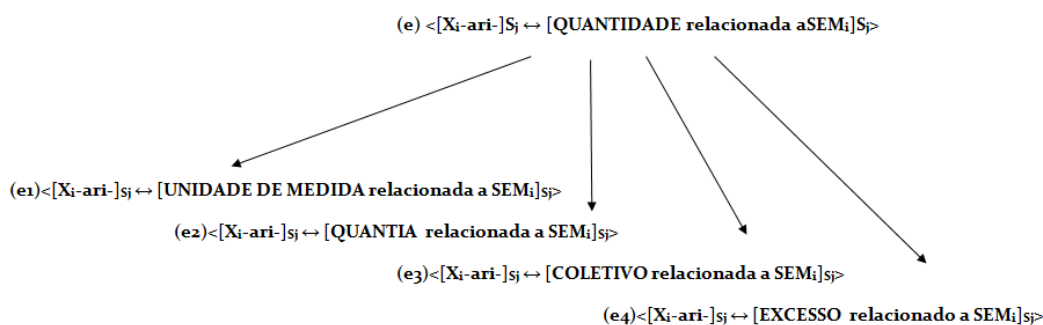 (e) <[Xi-ari-]Sj ↔ [QUANTIDADE relacionada aSEMi]Sj>
(e1)<[Xi-ari-]sj ↔ [UNIDADE DE MEDIDA relacionada a SEMi]sj>
(e2)<[Xi-ari-]sj ↔ [QUANTIA relacionada a SEMi]sj>
(e3)<[Xi-ari-]sj ↔ [COLETIVO relacionada a SEMi]sj>
(e4)<[Xi-ari-]sj ↔ [EXCESSO relacionado a SEMi]sj>